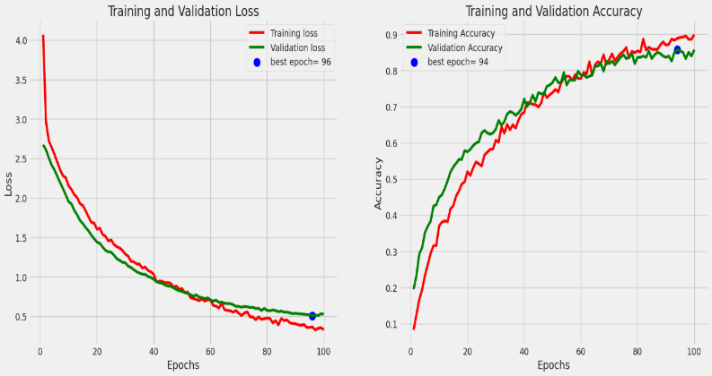 Training and Validation Loss
Training loss
Validation loss
best epoch= 96
4.0
3.5
3.0
2.5
2.0
1.5
1.0
0.5
Loss
0 20 40 60 80 100
Epochs
Training and Validation Accuracy
Training Accuracy
Validation Accuracy
best epoch= 94
0.9
0.8
0.7
0.6
0.5
0.4
0.3
0.2
0.1
Accuracy
0 20 40 60 80 100
Epochs